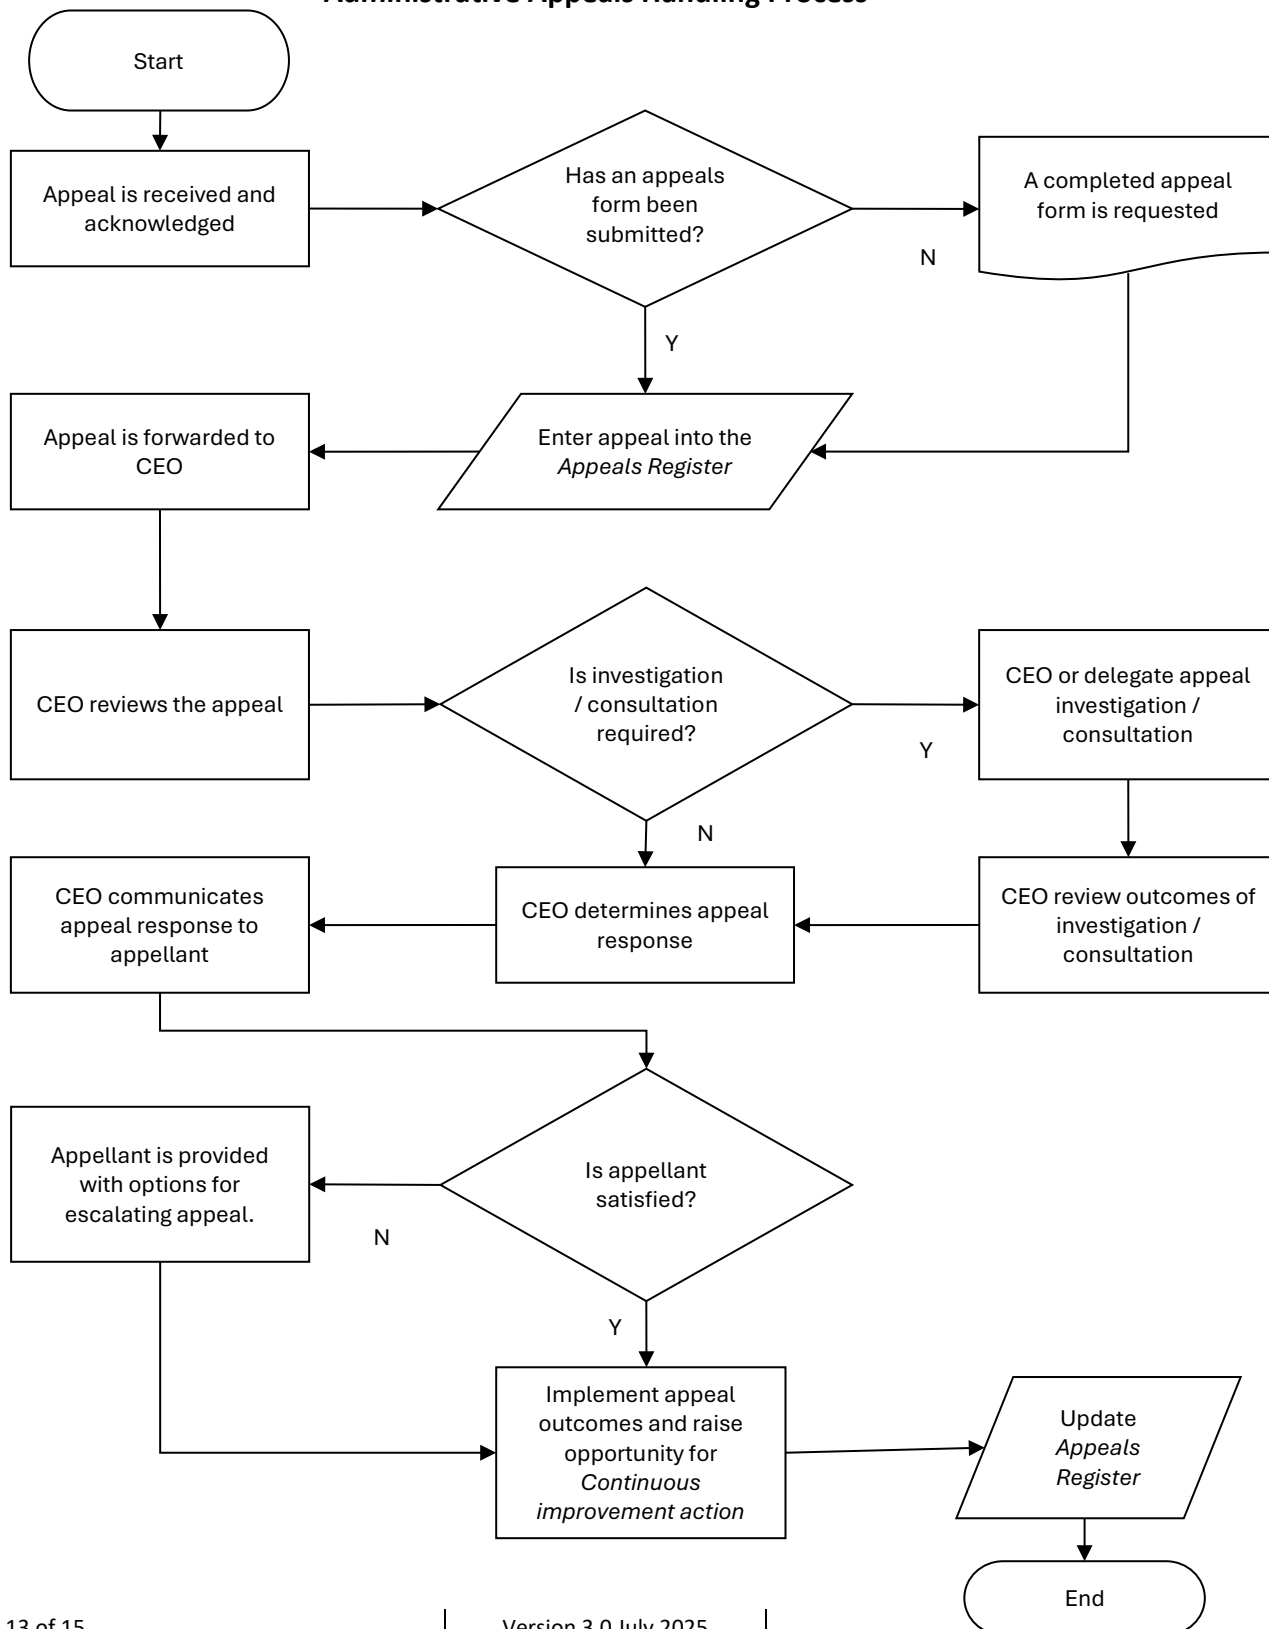 Administrative Appeals Handling Process
Start
Appeal is received and
acknowledged
Has an appeals
form been
submitted?
A completed appeal
form is requested
N
Y
Appeal is forwarded to
CEO
Enter appeal into the
Appeals Register
CEO reviews the appeal
Is investigation
/ consultation
required?
CEO or delegate appeal
investigation /
consultation
Y
N
CEO communicates
appeal response to
appellant
CEO determines appeal
response
CEO review outcomes of
investigation /
consultation
Appellant is provided
with options for
escalating appeal.
Is appellant
satisfied?
N
Y
Implement appeal
outcomes and raise
opportunity for
Continuous
improvement action
Update
Appeals
Register
End
13 of 15
Version 3.0 July 2025